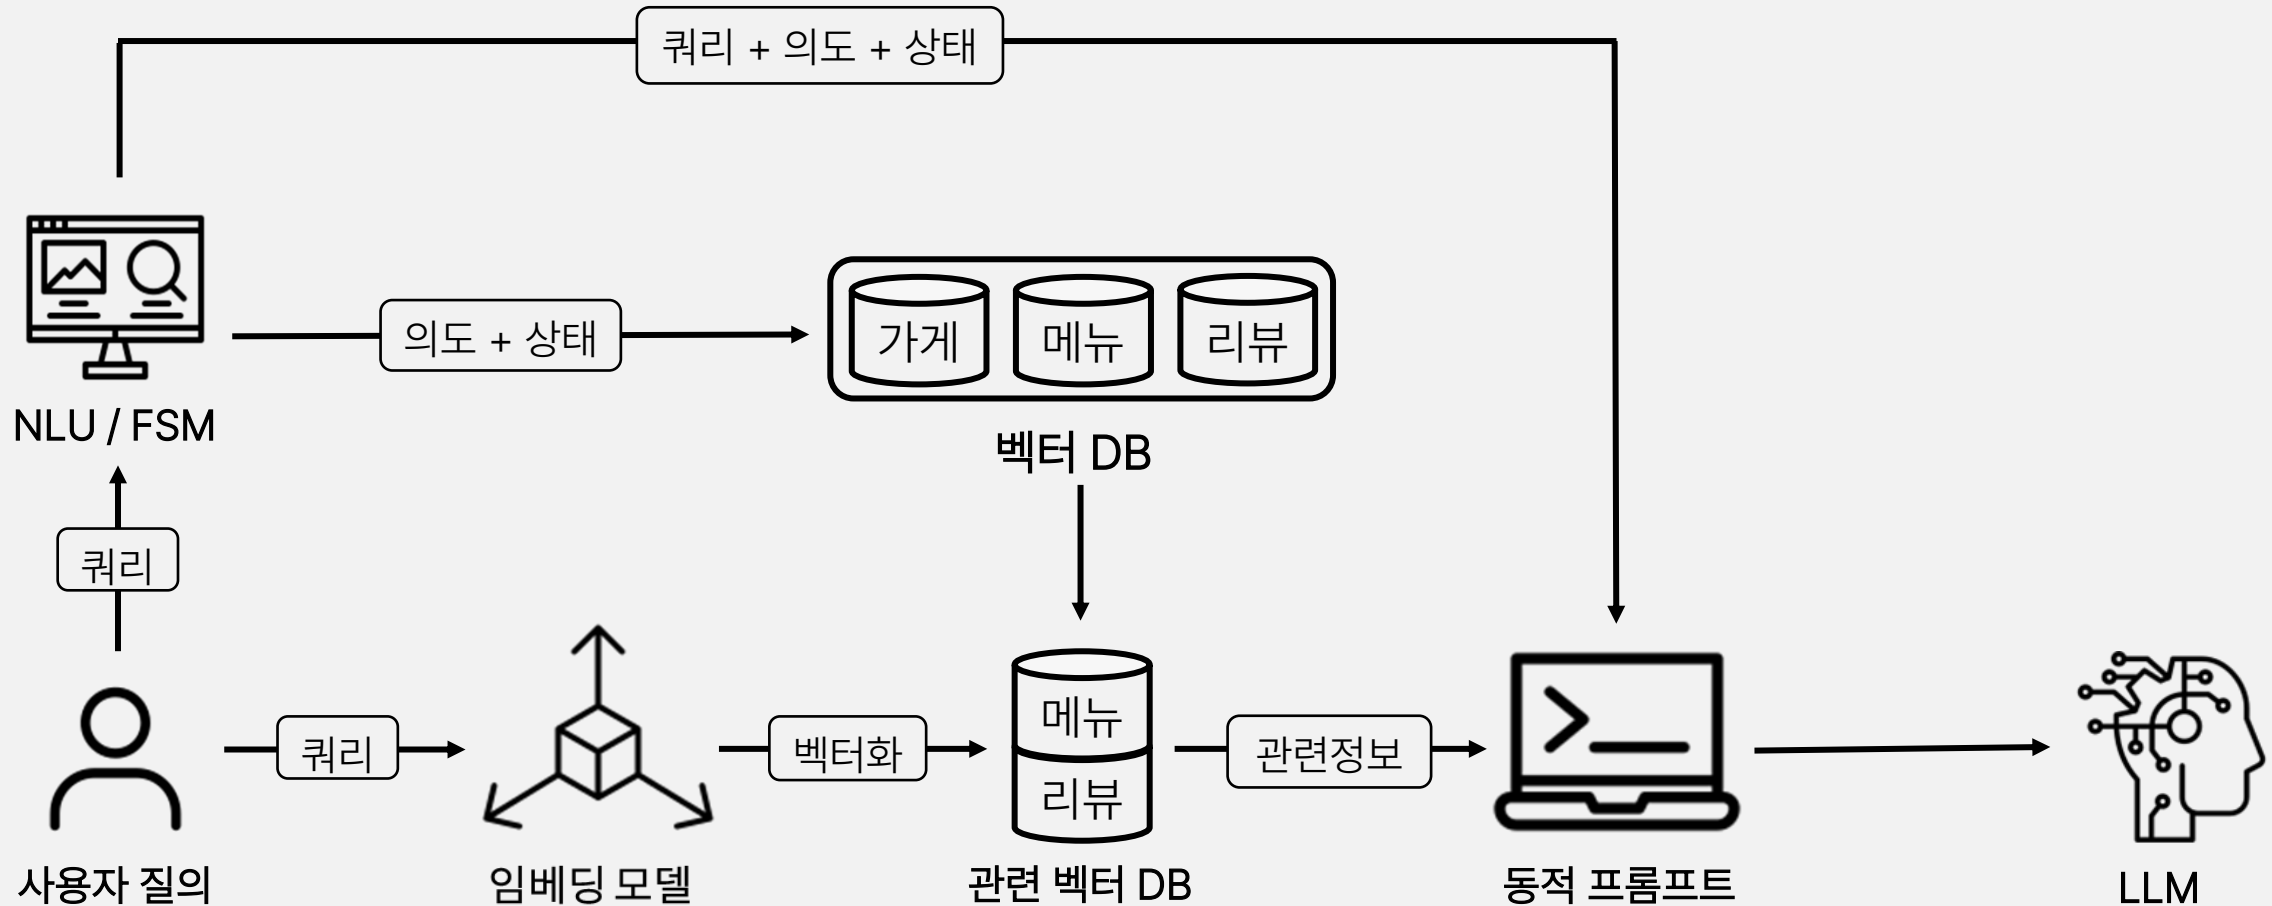 쿼리 + 의도 + 상태
의도 + 상태
가게
메뉴
리뷰
NLU / FSM
벡터 DB
쿼리
쿼리
벡터화
메뉴
리뷰
관련정보
사용자 질의
임베딩 모델
관련 벡터 DB
동적 프롬프트
LLM